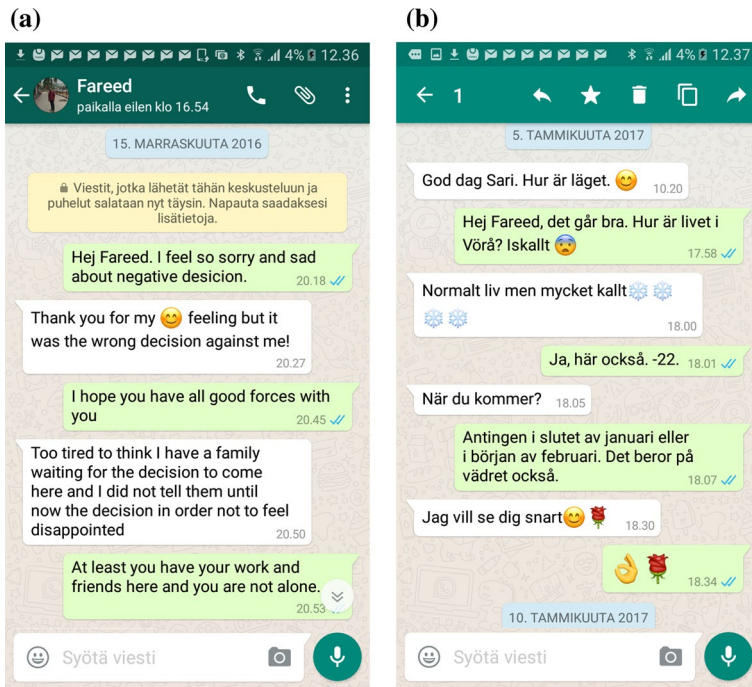 (a)
4% 12.36
Fareed
paikalla eilen klo 16.54
15. MARRASKUUTA 2016
Viestit, jotka lähetät tähän keskusteluun ja
puhelut salataan nyt täysin. Napauta saadaksesi
lisätietoja.
Hej Fareed. I feel so sorry and sad
about negative desicion.
20.18
Thank you for my 😊 feeling but it
was the wrong decision against me!
20.27
I hope you have all good forces with
you
20.45
Too tired to think I have a family
waiting for the decision to come
here and I did not tell them until
now the decision in order not to feel
disappointed
20.50
At least you have your work and
friends here and you are not alone.
20.53
Syötä viesti
(b)
4% 12.37
1
5. TAMMIKUUTA 2017
God dag Sari. Hur är läget. 😊
10.20
Hej Fareed, det går bra. Hur är livet i
Vörå? Iskallt 😨
17.58
Normalt liv men mycket kallt❄️ ❄️
❄️ ❄️
18.00
Ja, här också. -22. 18.01
När du kommer? 18.05
Antingen i slutet av januari eller
i början av februari. Det beror på
vädret också.
18.07
Jag vill se dig snart😊🌹
18.30
👌🌹
18.34
10. TAMMIKUUTA 2017
Syötä viesti